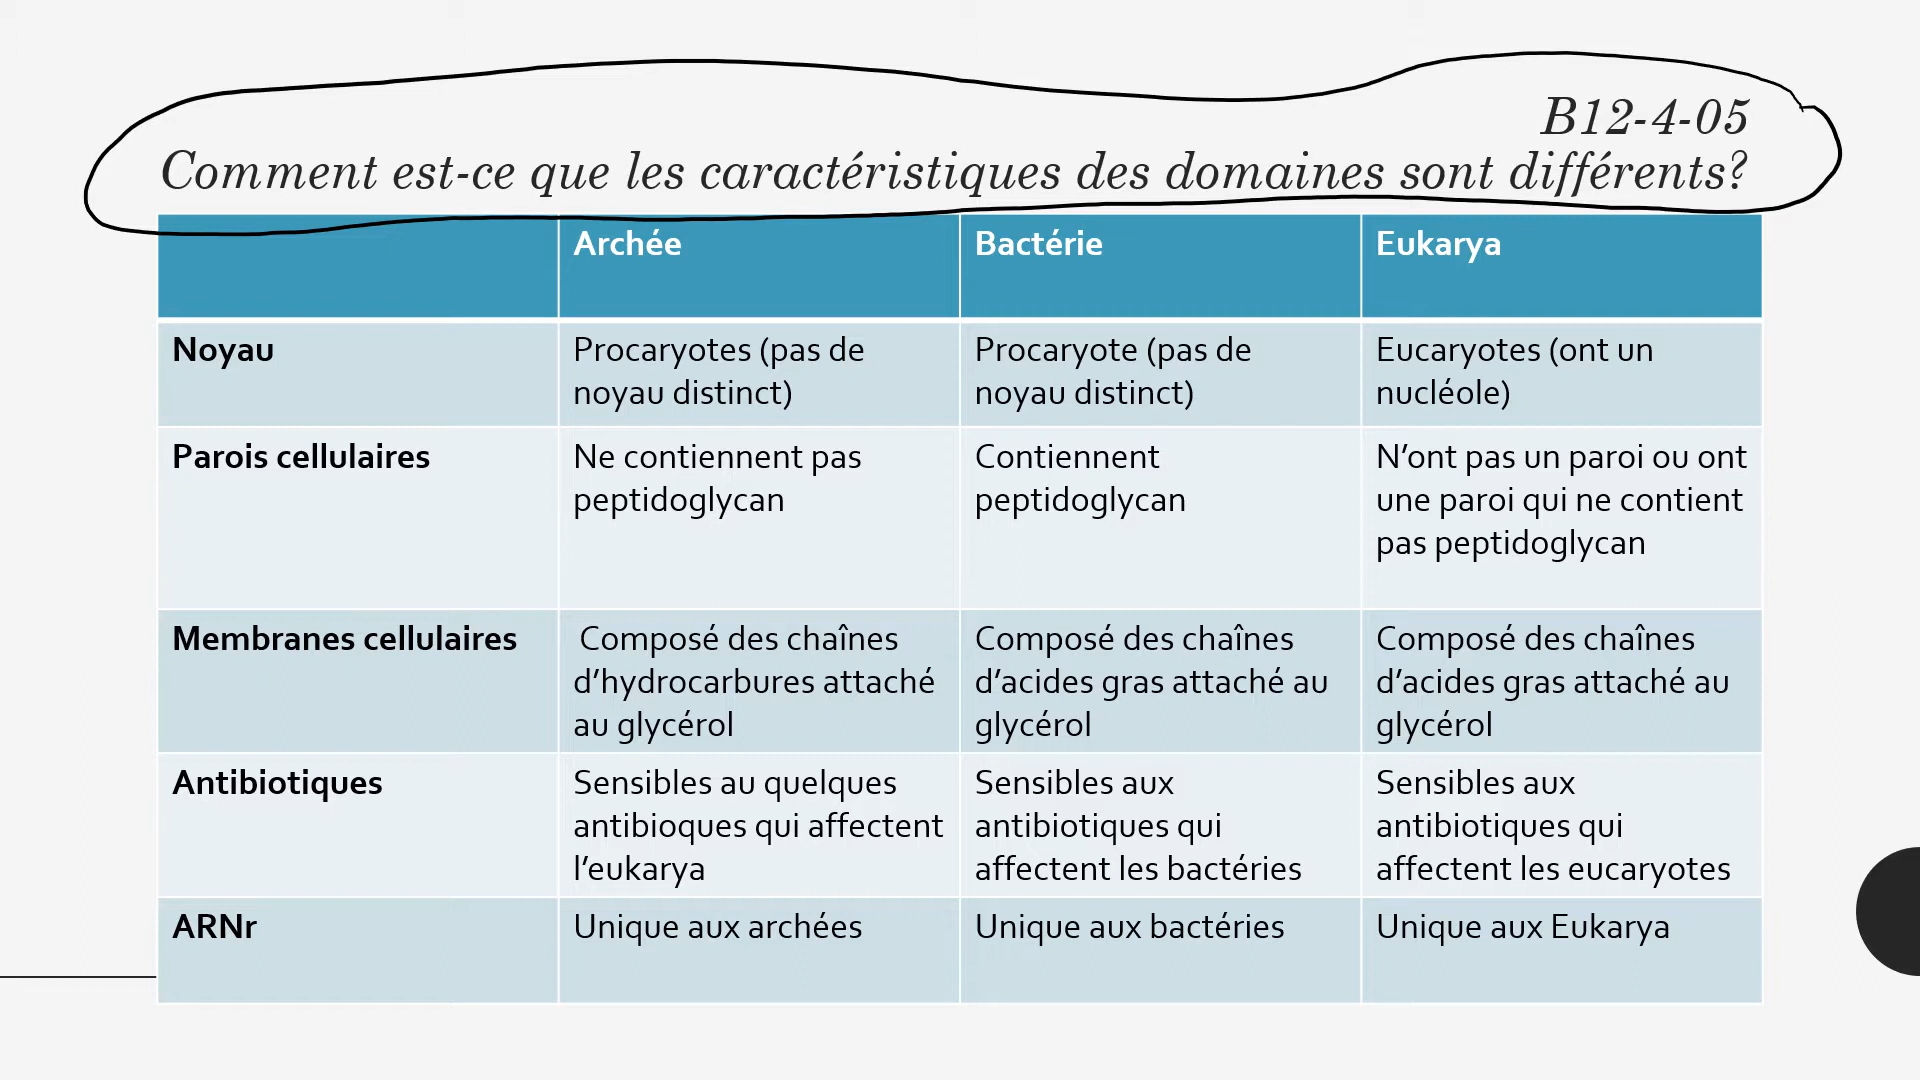 B12-4-05
Comment est-ce que les caractéristiques des domaines sont différents?
Archée
Bactérie
Eukarya
Noyau
Procaryotes (pas de
noyau distinct)
Procaryote (pas de
noyau distinct)
Eucaryotes (ont un
nucléole)
Parois cellulaires
Ne contiennent pas
peptidoglycan
Contiennent
peptidoglycan
N’ont pas un paroi ou ont
une paroi qui ne contient
pas peptidoglycan
Membranes cellulaires
Composé des chaînes
d’hydrocarbures attaché
au glycérol
Composé des chaînes
d’acides gras attaché au
glycérol
Composé des chaînes
d’acides gras attaché au
glycérol
Antibiotiques
Sensibles au quelques
antibioques qui affectent
l’eukarya
Sensibles aux
antibiotiques qui
affectent les bactéries
Sensibles aux
antibiotiques qui
affectent les eucaryotes
ARNr
Unique aux archées
Unique aux bactéries
Unique aux Eukarya